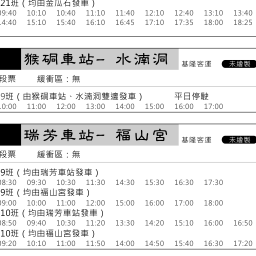 21班（均由金瓜石發車）
09:40 10:10 10:40 11:10 11:40 12:10 12:40 13:10 13:40
14:40 15:10 15:40 16:10 16:45 17:10 17:35 18:00 18:25
猴硐車站- 水湳洞 基隆客運 未繪製
段票 緩衝區：無
9班（由猴硐車站、水湳洞雙邊發車） 平日停駛
10:00 11:00 12:00 13:00 14:00 15:00 16:00 17:00
瑞芳車站- 福山宮 基隆客運 未繪製
段票 緩衝區：無
9班（均由瑞芳車站發車）
08:30 09:30 10:30 11:30 14:30 15:30 16:30 17:30
9班（均由福山宮發車）
09:00 10:00 11:00 12:00 15:00 16:00 17:00 18:00
10班（均由瑞芳車站發車）
08:50 09:50 10:30 11:20 13:30 14:20 15:10 16:00 16:50
10班（均由福山宮發車）
09:20 10:10 11:00 11:50 14:00 14:50 15:40 16:30 17:20